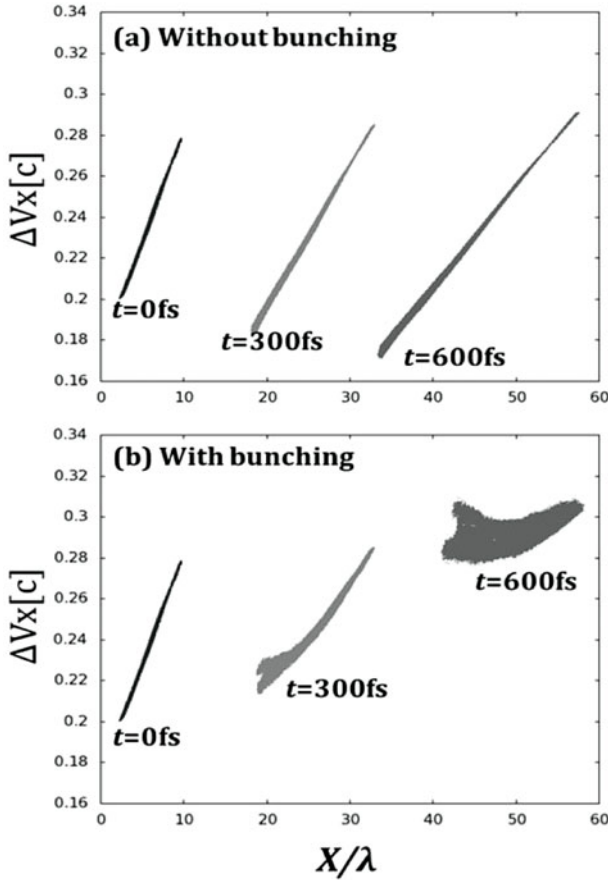 (a) Without bunching
ΔVx[c]
0.34
0.32
0.3
0.28
0.26
0.24
0.22
0.2
0.18
0.16
t=0fs
t=300fs
t=600fs
0 10 20 30 40 50 60
(b) With bunching
ΔVx[c]
0.34
0.32
0.3
0.28
0.26
0.24
0.22
0.2
0.18
0.16
t=600fs
t=300fs
t=0fs
0 10 20 30 40 50 60
X/λ